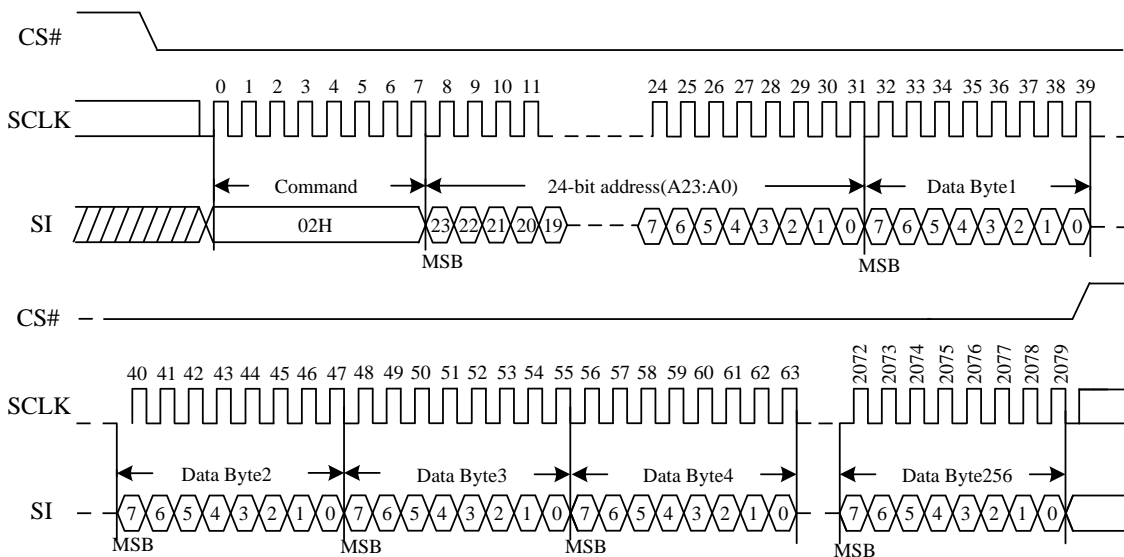 CS#
0 1 2 3 4 5 6 7 8 9 10 11 24 25 26 27 28 29 30 31 32 33 34 35 36 37 38 39
SCLK
Command 24-bit address(A23:A0) Data Byte1
SI 02H 23 22 21 20 19 7 6 5 4 3 2 1 0 7 6 5 4 3 2 1 0
MSB MSB
CS#
40 41 42 43 44 45 46 47 48 49 50 51 52 53 54 55 56 57 58 59 60 61 62 63 2072 2073 2074 2075 2076 2077 2078 2079
SCLK
Data Byte2 Data Byte3 Data Byte4 Data Byte256
SI 7 6 5 4 3 2 1 0 7 6 5 4 3 2 1 0 7 6 5 4 3 2 1 0 7 6 5 4 3 2 1 0
MSB MSB MSB MSB